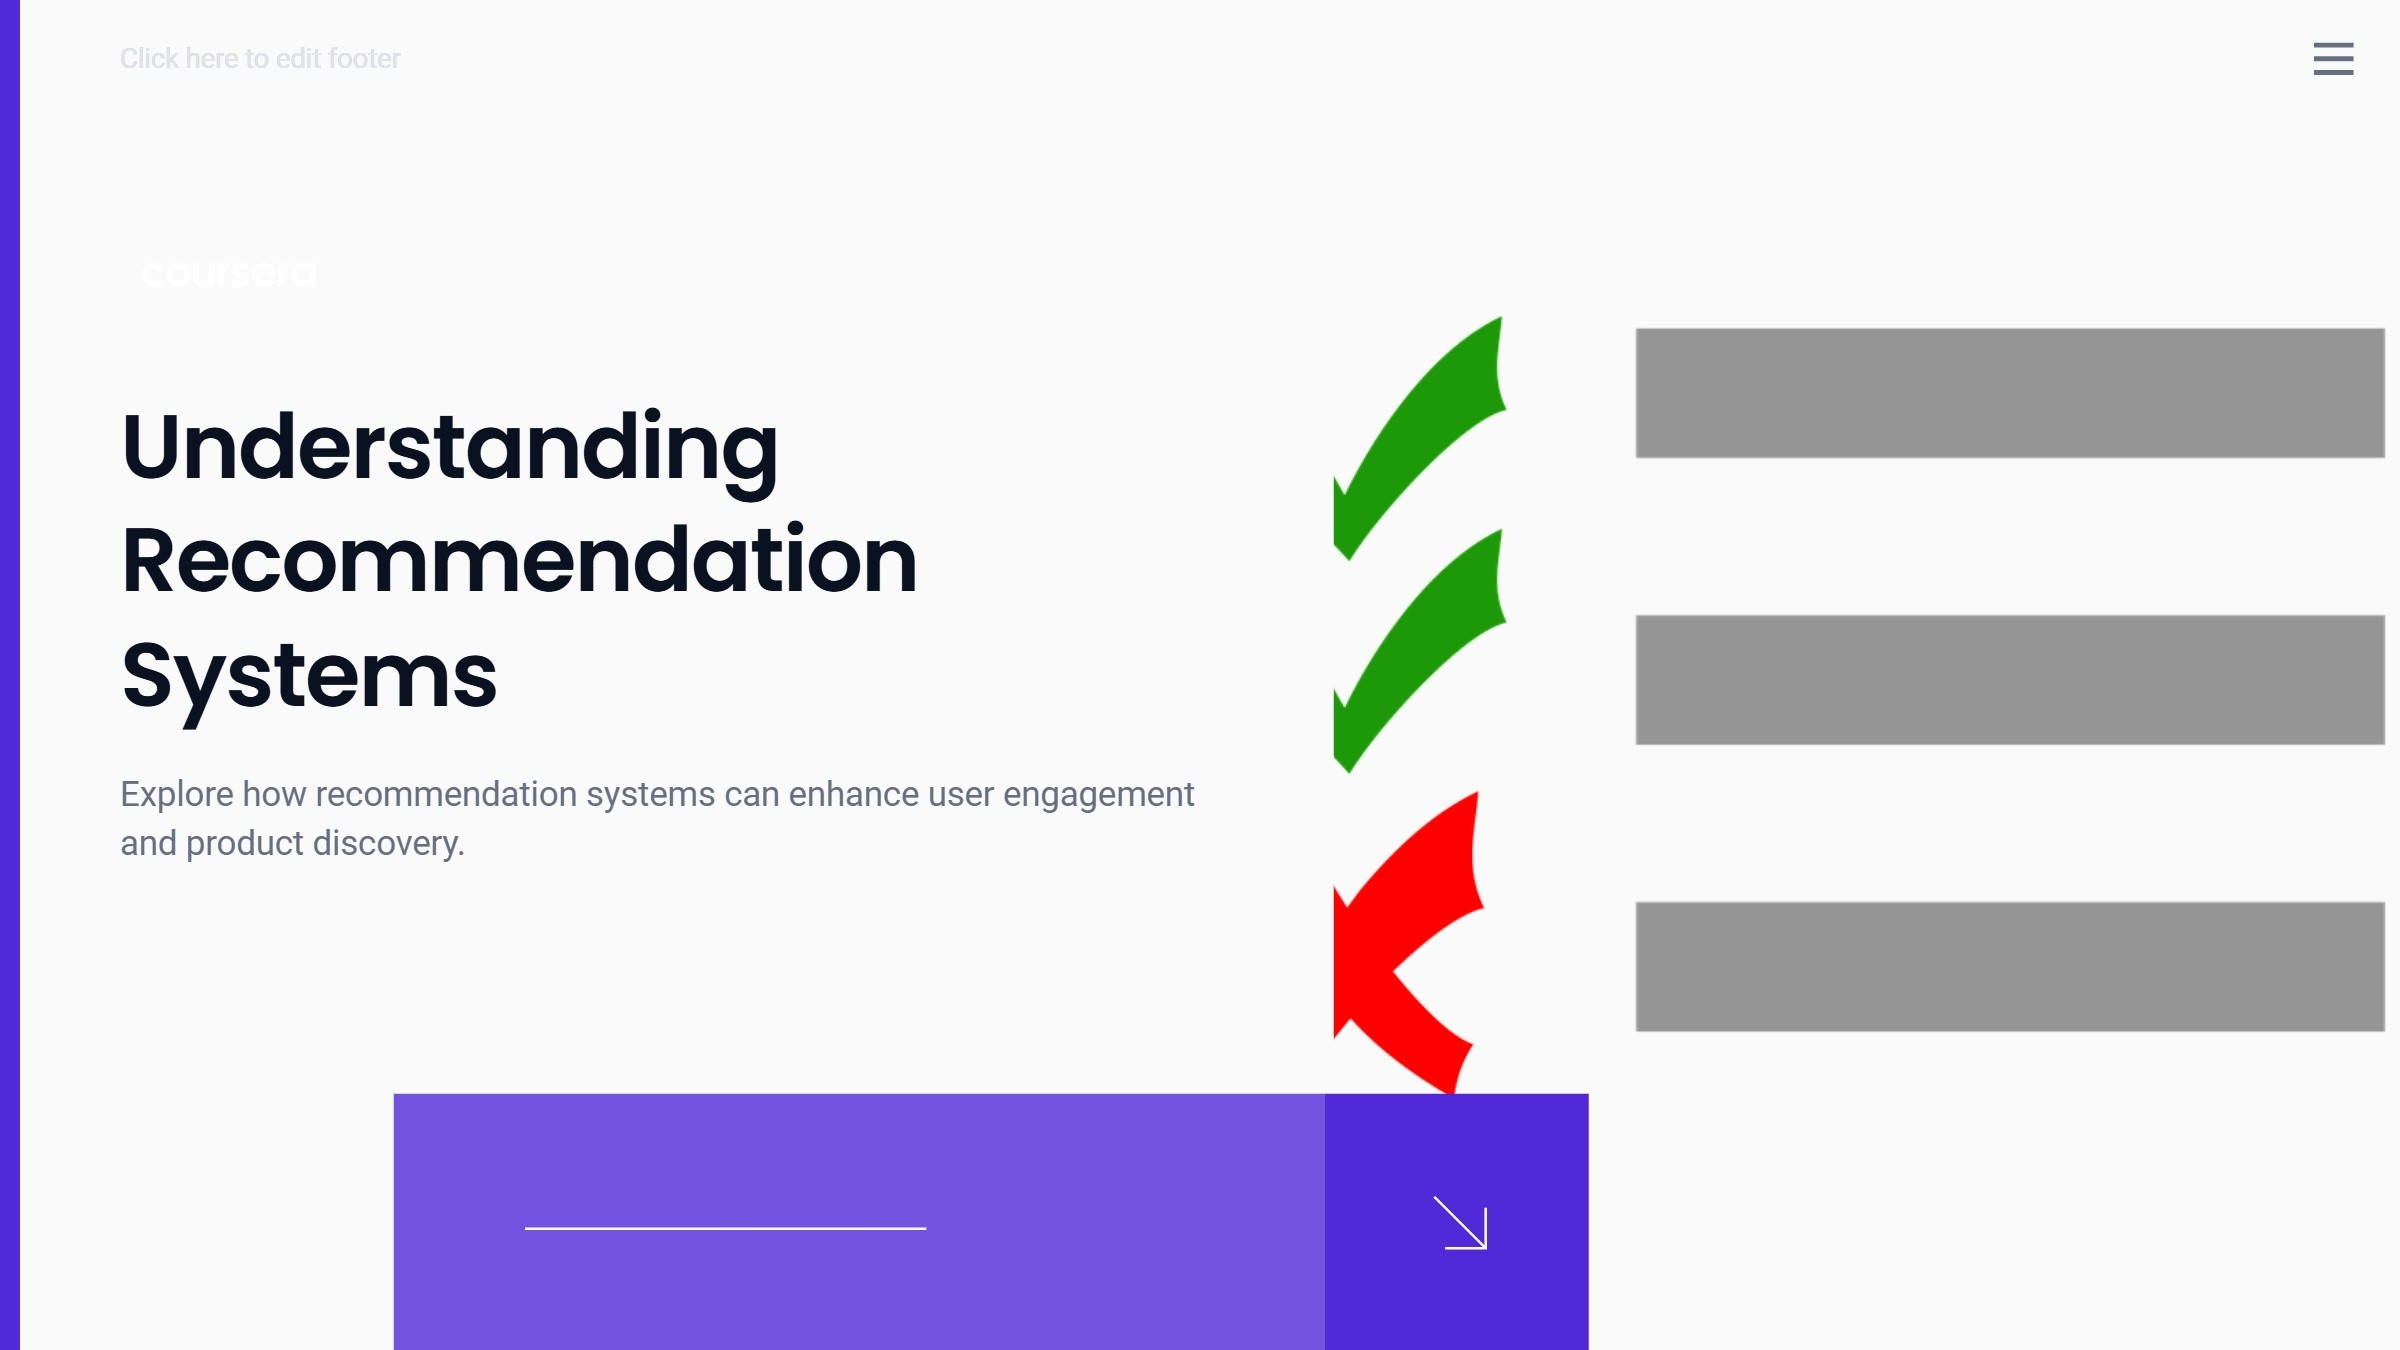 Click here to edit footer
coursera
Understanding
Recommendation
Systems
Explore how recommendation systems can enhance user engagement
and product discovery.